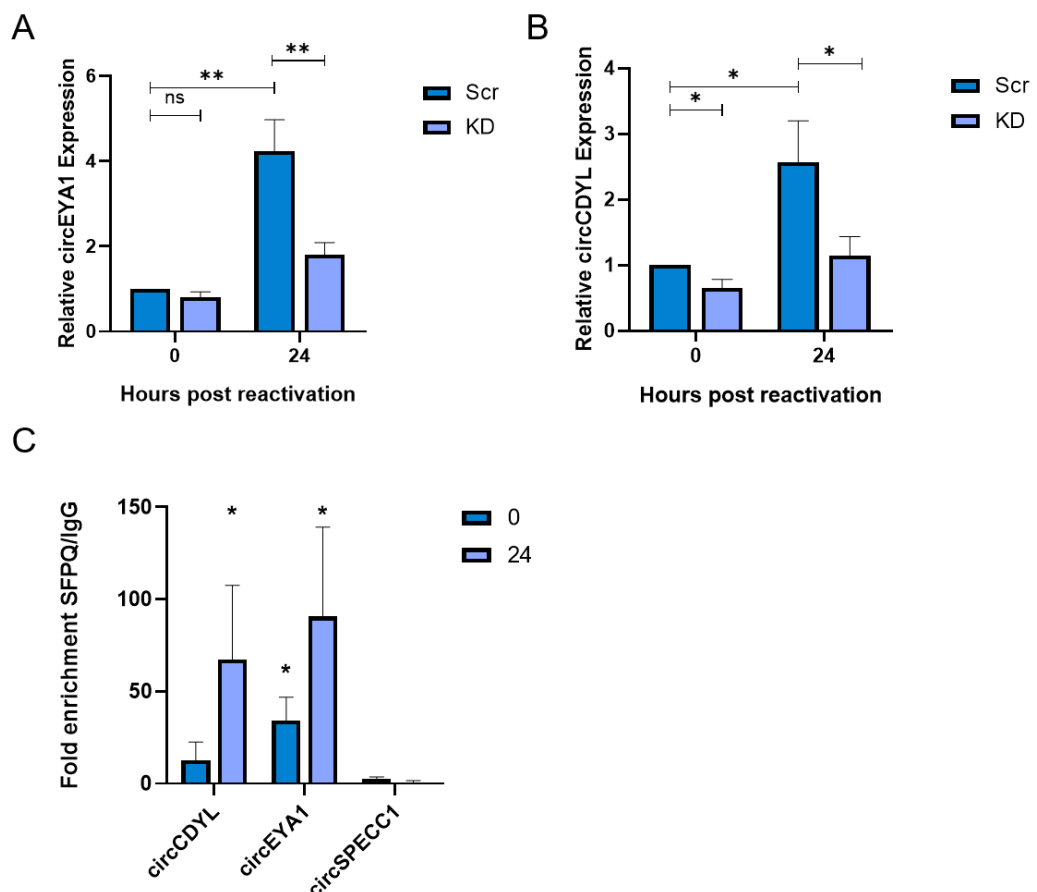 A
Relative circEYA1 Expression
6
4
2
0
**
**
ns
Scr
KD
0
24
Hours post reactivation
B
Relative circCDYL Expression
4
3
2
1
0
*
*
*
Scr
KD
0
24
Hours post reactivation
C
Fold enrichment SFPQ/IgG
150
100
50
0
*
*
*
0
24
circCDYL
circEYA1
circSPECC1